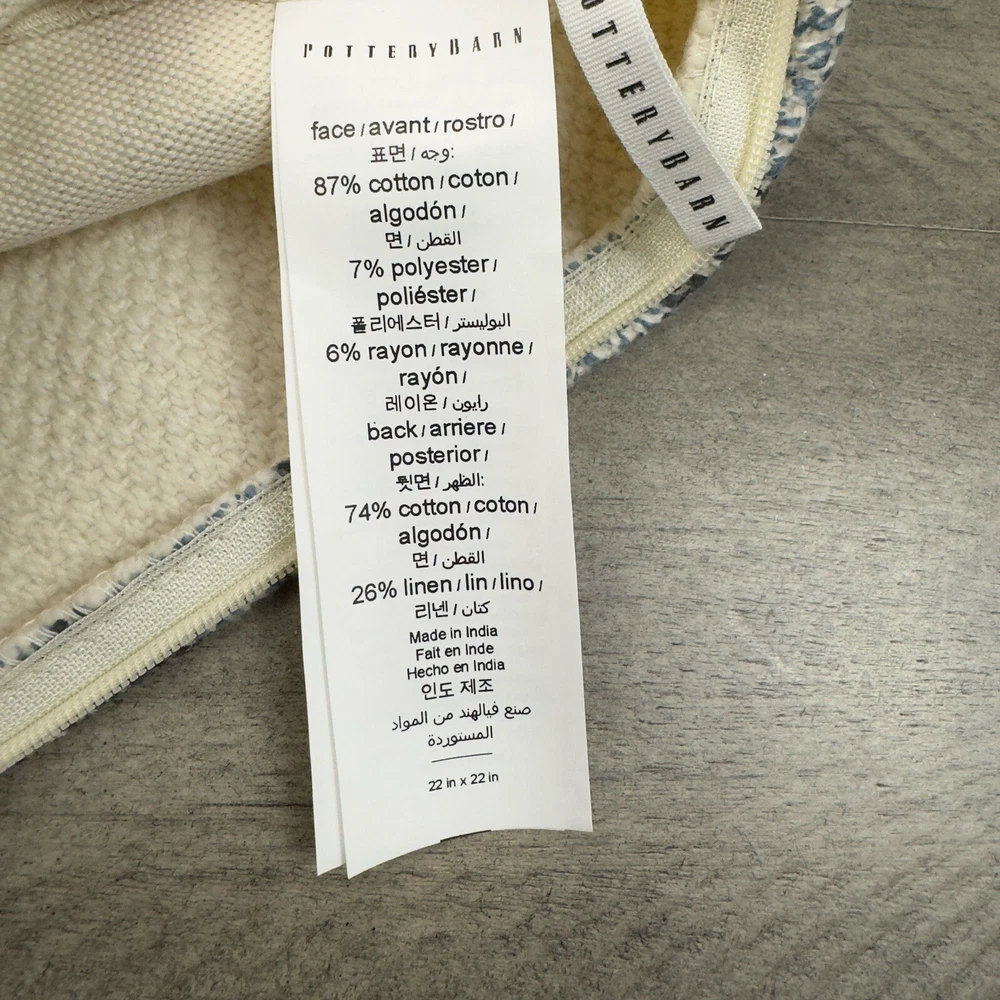 POTTERYBARN
face / avant / rostro /
표면 / وجه:
87% cotton / coton /
algodón /
면 / القطن
7% polyester /
poliéster /
폴리에스터 / البوليستر
6% rayon / rayonne /
rayón /
레이온 / رايون
back / arriere /
posterior /
뒷면 / الظهر:
74% cotton / coton /
algodón /
면 / القطن
26% linen / lin / lino /
리넨 / كتان
Made in India
Fait en Inde
Hecho en India
인도 제조
صنع فيالهند من المواد
المستوردة
22 in x 22 in
OTTERYBARN